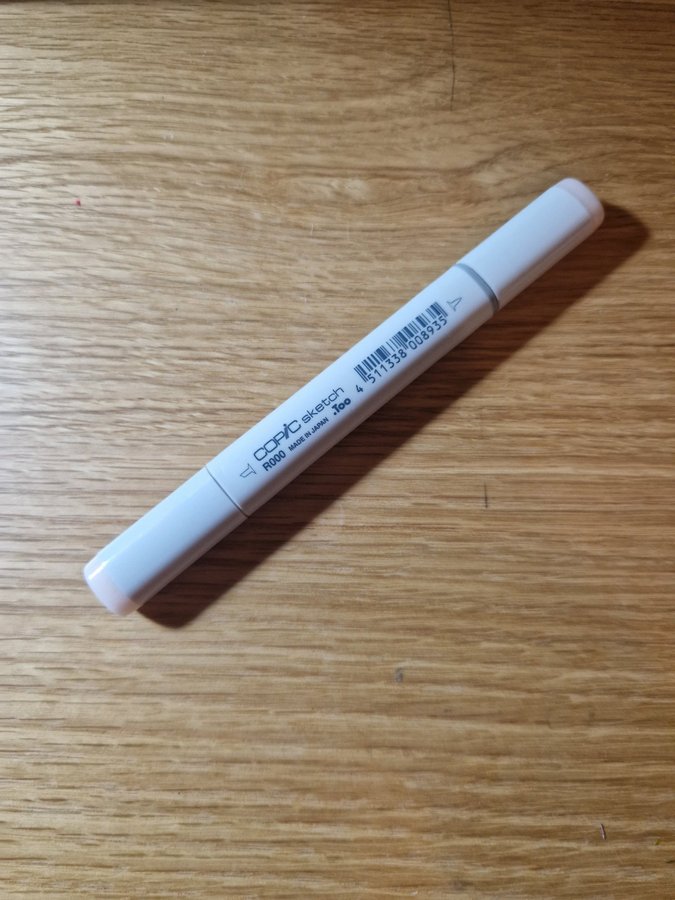 COPIC sketch
R000 MADE IN JAPAN .Too
4 511338 008935